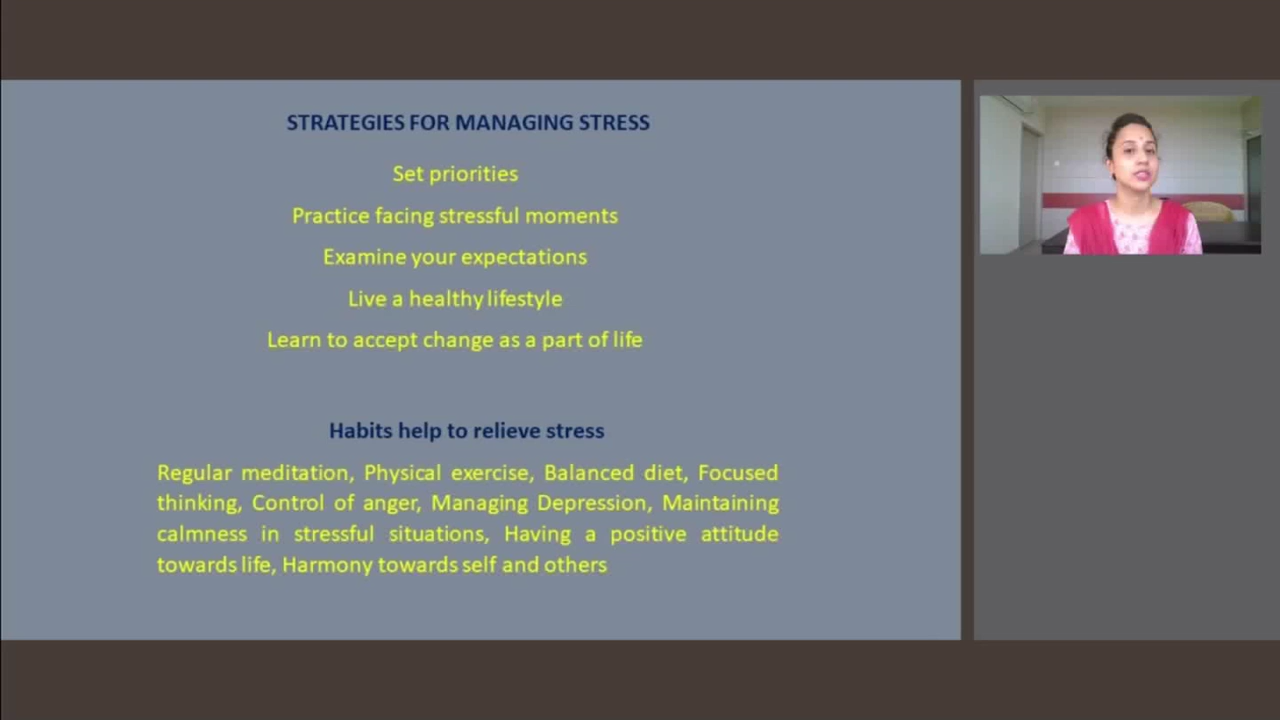 STRATEGIES FOR MANAGING STRESS
Set priorities
Practice facing stressful moments
Examine your expectations
Live a healthy lifestyle
Learn to accept change as a part of life
Habits help to relieve stress
Regular meditation, Physical exercise, Balanced diet, Focused
thinking, Control of anger, Managing Depression, Maintaining
calmness in stressful situations, Having a positive attitude
towards life, Harmony towards self and others